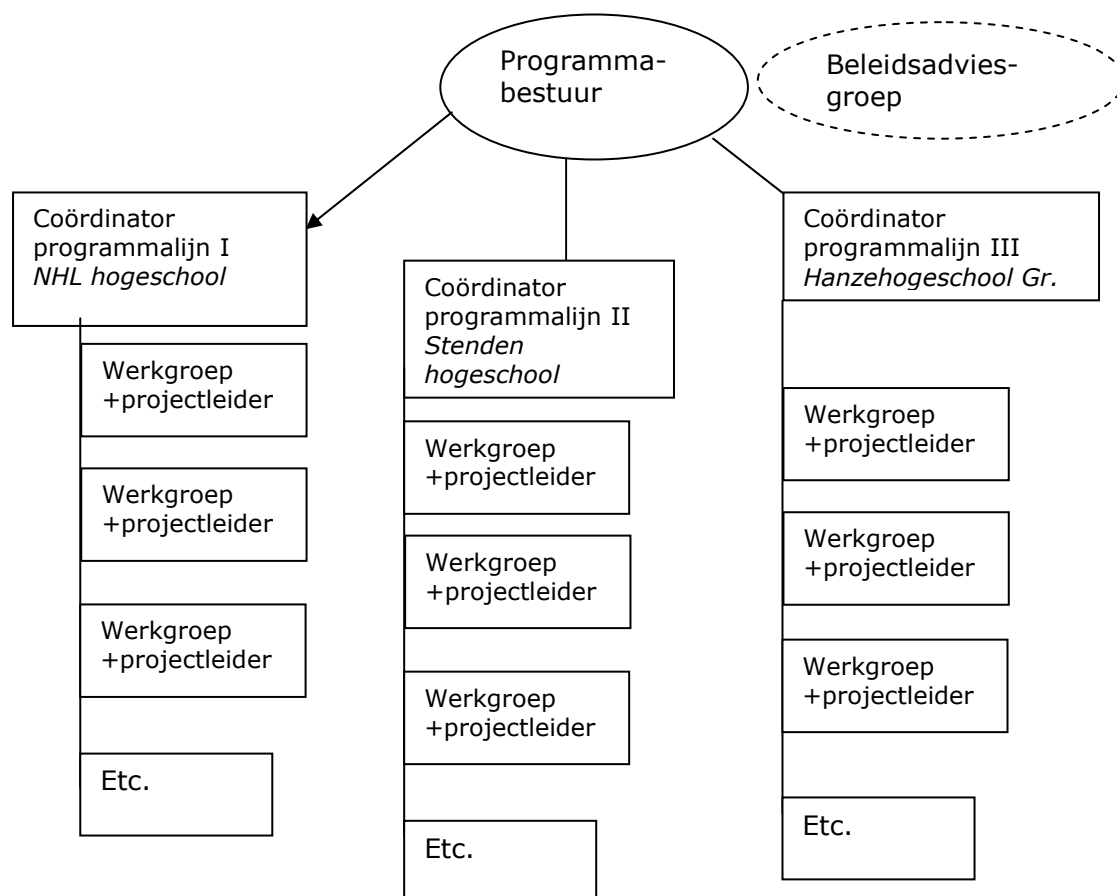 Programma-
bestuur
Beleidsadvies-
groep
Coördinator
programmalijn I
NHL hogeschool
Werkgroep
+projectleider
Werkgroep
+projectleider
Werkgroep
+projectleider
Etc.
Coördinator
programmalijn II
Stenden
hogeschool
Werkgroep
+projectleider
Werkgroep
+projectleider
Werkgroep
+projectleider
Etc.
Coördinator
programmalijn III
Hanzehogeschool Gr.
Werkgroep
+projectleider
Werkgroep
+projectleider
Werkgroep
+projectleider
Etc.